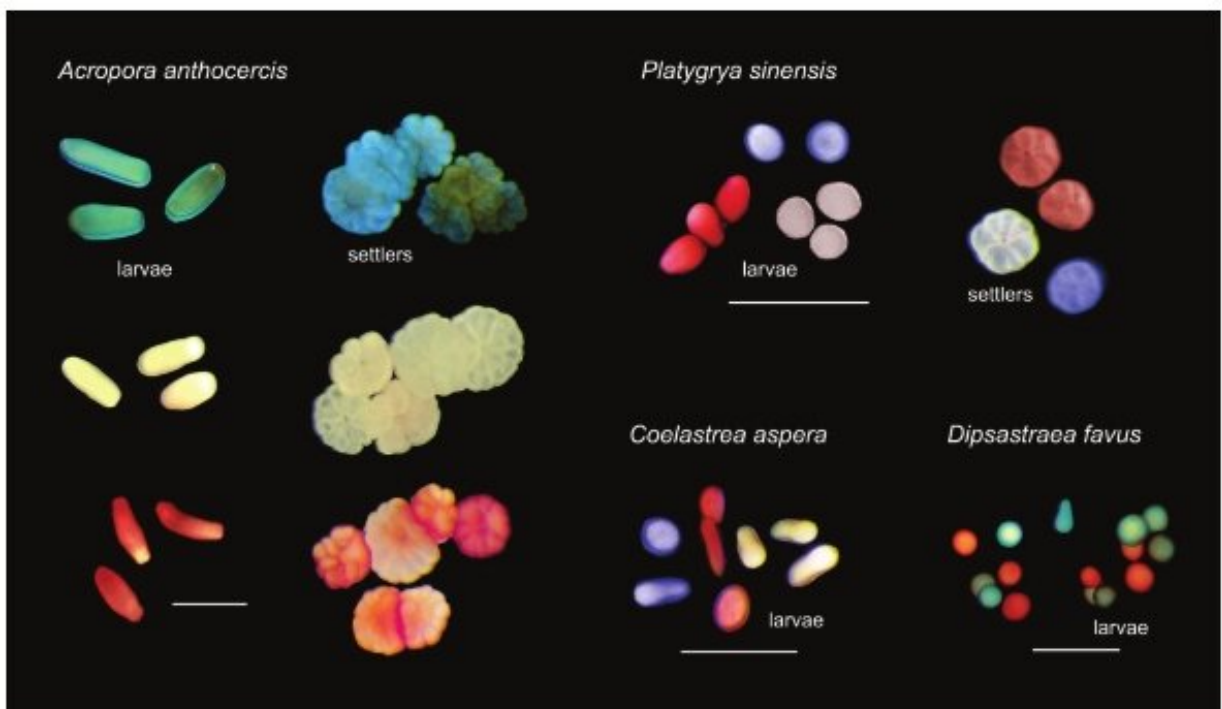 Acropora anthocercis
larvae
settlers
Platygrya sinensis
larvae
settlers
Coelastrea aspera
larvae
Dipsastraea favus
larvae